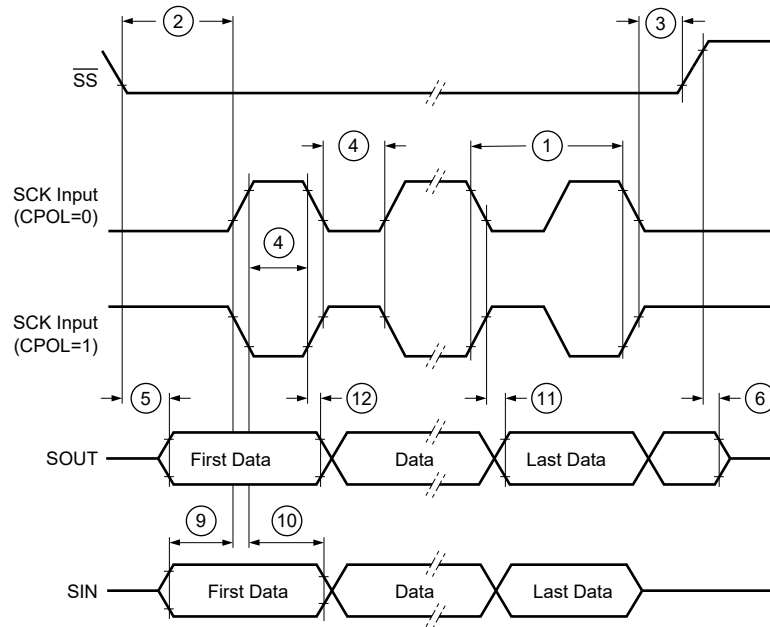 2
3
SS
4
1
SCK Input
(CPOL=0)
4
SCK Input
(CPOL=1)
5
12
11
6
SOUT
First Data
Data
Last Data
9
10
SIN
First Data
Data
Last Data